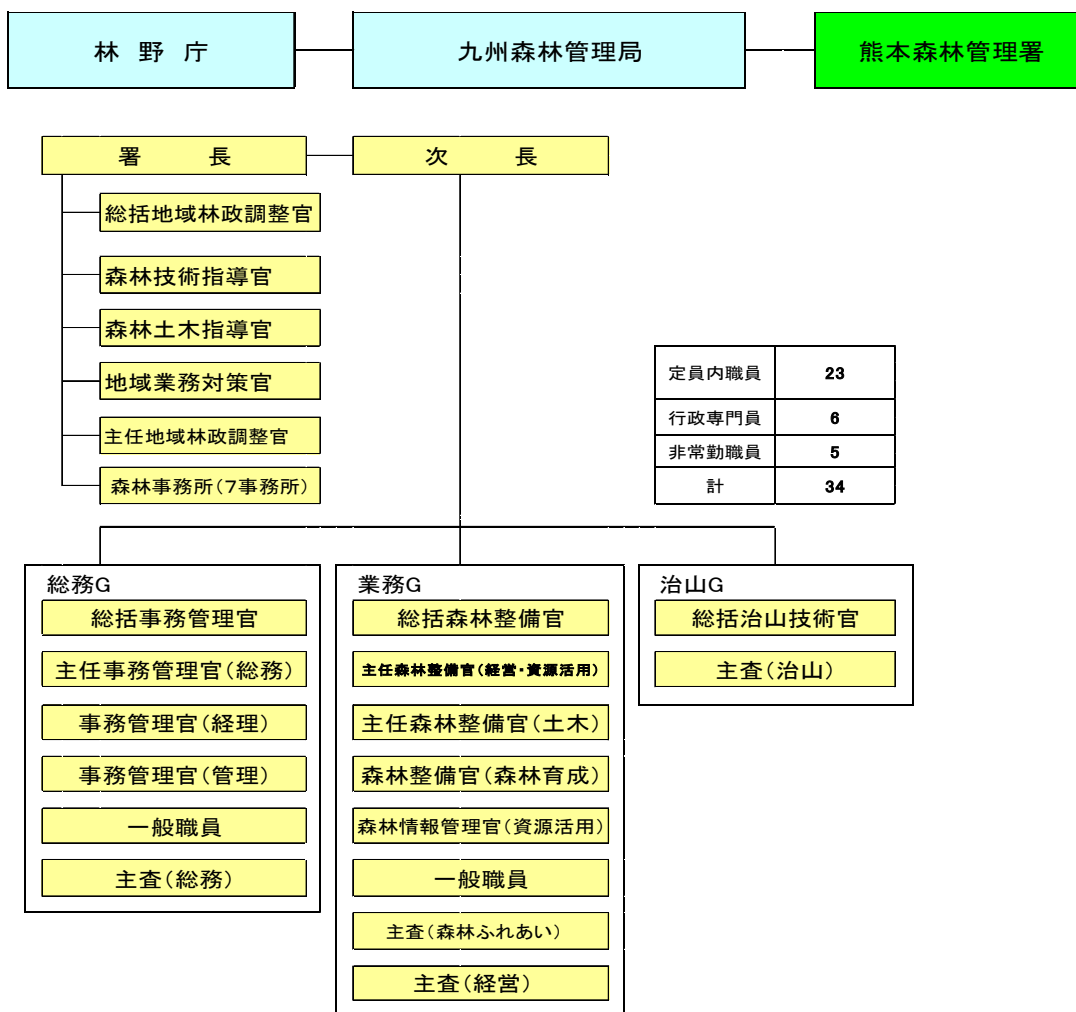 林 野 庁
九州森林管理局
熊本森林管理署
署 長
次 長
総括地域林政調整官
森林技術指導官
森林土木指導官
地域業務対策官
主任地域林政調整官
森林事務所(7事務所)
定員内職員 23
行政専門員 6
非常勤職員 5
計 34
総務G
総括事務管理官
主任事務管理官(総務)
事務管理官(経理)
事務管理官(管理)
一般職員
主査(総務)
業務G
総括森林整備官
主任森林整備官(経営・資源活用)
主任森林整備官(土木)
森林整備官(森林育成)
森林情報管理官(資源活用)
一般職員
主査(森林ふれあい)
主査(経営)
治山G
総括治山技術官
主査(治山)